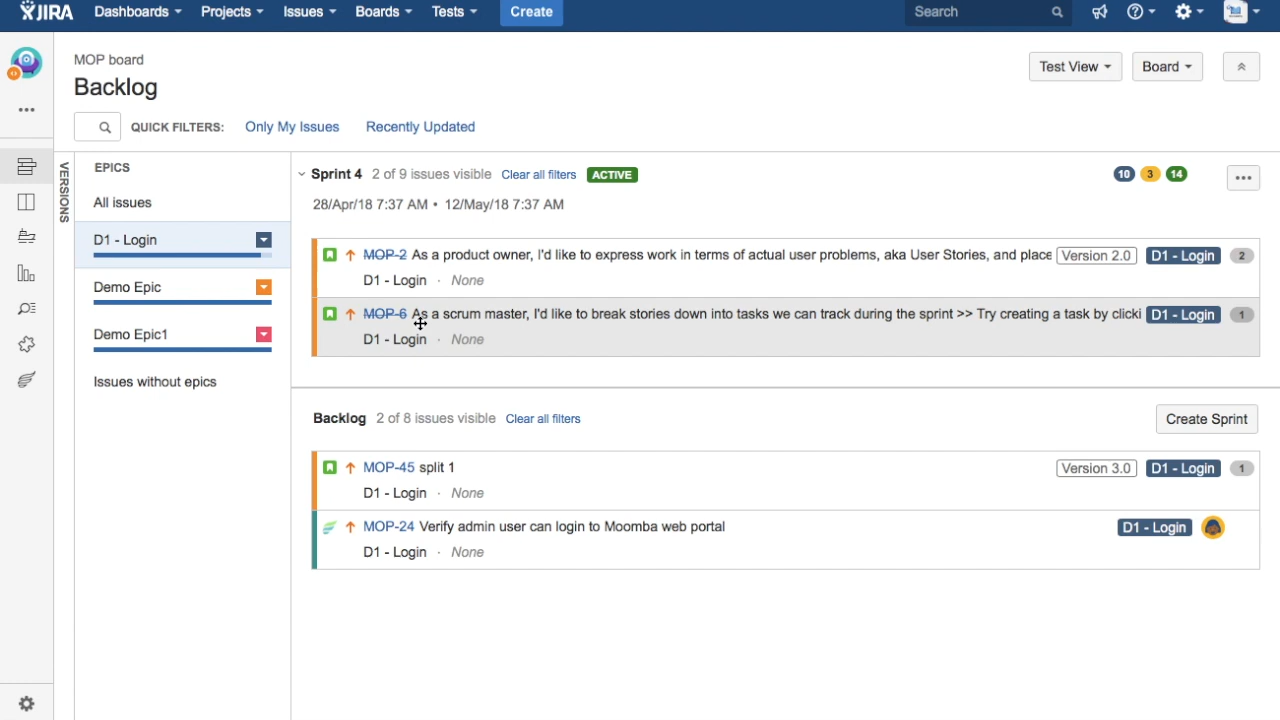 JIRA Dashboards Projects Issues Boards Tests Create Search
MOP board
Backlog
Test View Board
QUICK FILTERS: Only My Issues Recently Updated
VERSIONS
EPICS
All issues
D1 - Login
Demo Epic
Demo Epic1
Issues without epics
Sprint 4 2 of 9 issues visible Clear all filters ACTIVE 10 3 14
28/Apr/18 7:37 AM • 12/May/18 7:37 AM
MOP-2 As a product owner, I'd like to express work in terms of actual user problems, aka User Stories, and place Version 2.0 D1 - Login 2
D1 - Login · None
MOP-6 As a scrum master, I'd like to break stories down into tasks we can track during the sprint >> Try creating a task by clicki D1 - Login 1
D1 - Login · None
Backlog 2 of 8 issues visible Clear all filters Create Sprint
MOP-45 split 1 Version 3.0 D1 - Login 1
D1 - Login · None
MOP-24 Verify admin user can login to Moomba web portal D1 - Login
D1 - Login · None